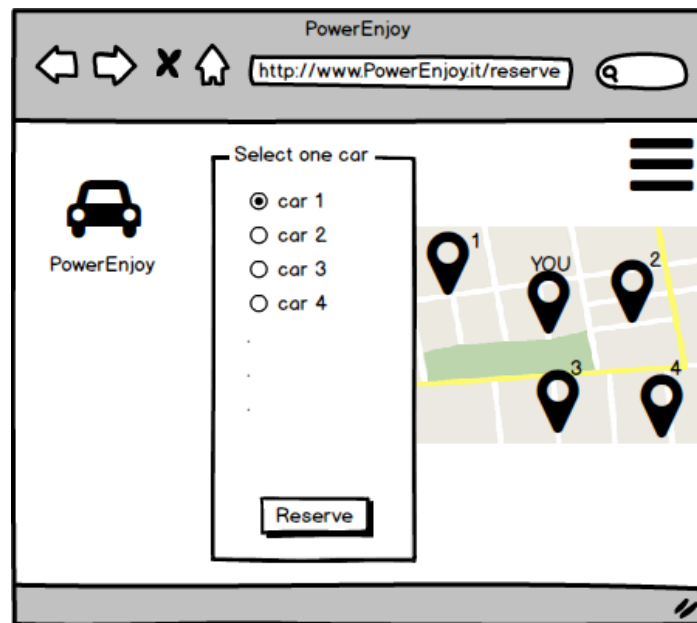 PowerEnjoy
http://www.PowerEnjoy.it/reserve
Select one car
car 1
car 2
car 3
car 4
.
.
.
Reserve
PowerEnjoy
1
YOU
2
3
4